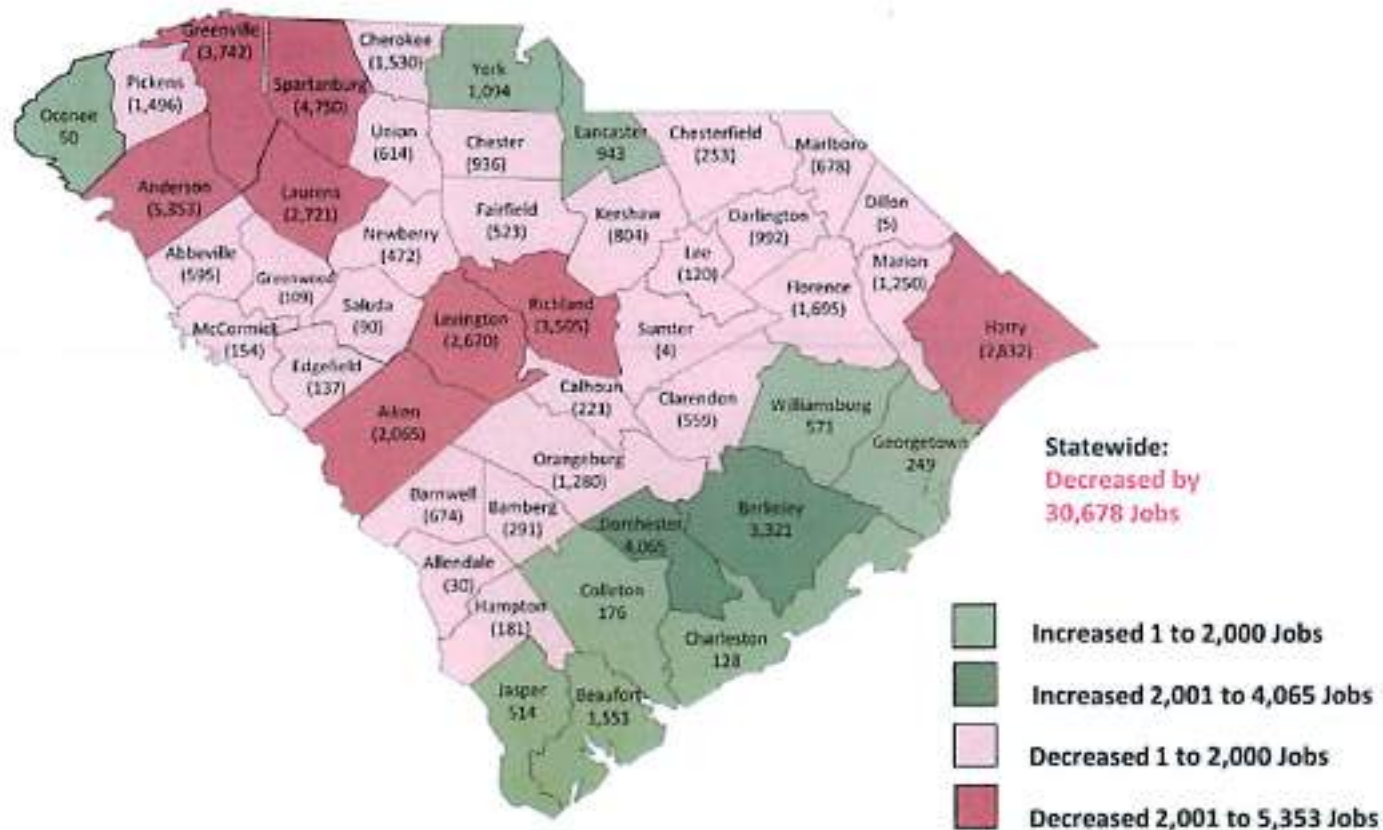 Greenville
(3,742)
Cherokee
(1,530)
York
1,094
Pickens
(1,496)
Spartanburg
(4,750)
Oconee
50
Union
(614)
Chester
(936)
Lancaster
943
Chesterfield
(253)
Marlboro
(678)
Anderson
(5,353)
Laurens
(2,721)
Newberry
(472)
Fairfield
(523)
Kershaw
(804)
Darlington
(992)
Dillon
(5)
Abbeville
(595)
Greenwood
(109)
Saluda
(90)
Lee
(120)
Marion
(1,250)
Florence
(1,695)
McCormick
(154)
Edgefield
(137)
Lexington
(2,670)
Richland
(3,505)
Sumter
(4)
Horry
(2,832)
Aiken
(2,065)
Calhoun
(221)
Clarendon
(559)
Williamsburg
571
Georgetown
249
Orangeburg
(1,280)
Barnwell
(674)
Bamberg
(291)
Dorchester
4,065
Berkeley
3,321
Allendale
(30)
Hampton
(181)
Colleton
176
Charleston
128
Jasper
514
Beaufort
1,551
Statewide:
Decreased by
30,678 Jobs
Increased 1 to 2,000 Jobs
Increased 2,001 to 4,065 Jobs
Decreased 1 to 2,000 Jobs
Decreased 2,001 to 5,353 Jobs